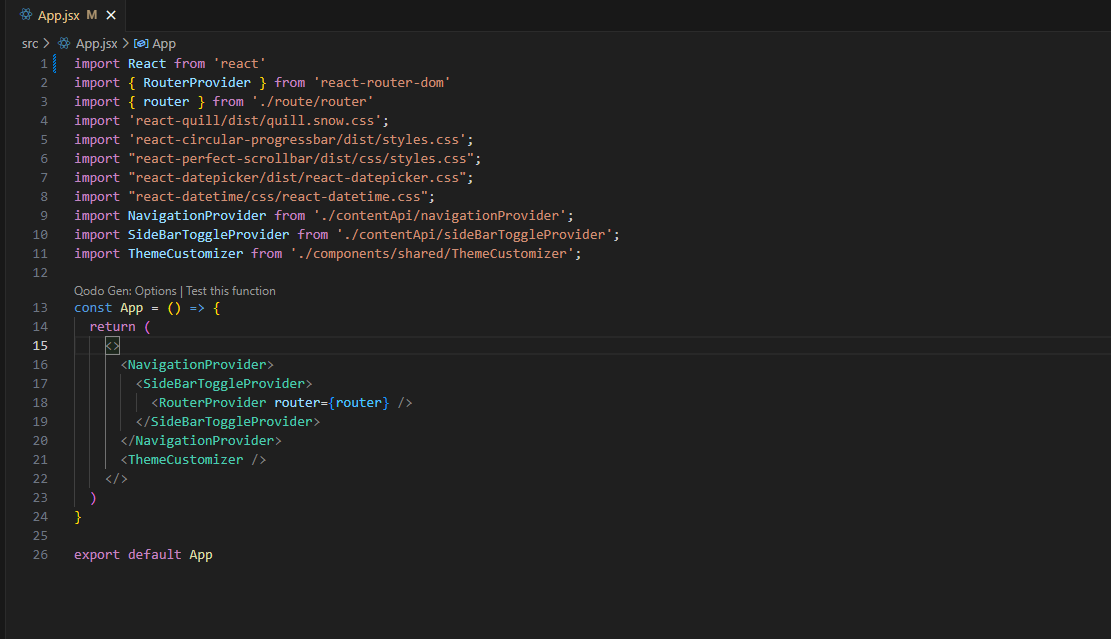 App.jsx M ×
src > App.jsx > App
1 import React from 'react'
2 import { RouterProvider } from 'react-router-dom'
3 import { router } from './route/router'
4 import 'react-quill/dist/quill.snow.css';
5 import 'react-circular-progressbar/dist/styles.css';
6 import "react-perfect-scrollbar/dist/css/styles.css";
7 import "react-datepicker/dist/react-datepicker.css";
8 import "react-datetime/css/react-datetime.css";
9 import NavigationProvider from './contentApi/navigationProvider';
10 import SideBarToggleProvider from './contentApi/sideBarToggleProvider';
11 import ThemeCustomizer from './components/shared/ThemeCustomizer';
12
Qodo Gen: Options | Test this function
13 const App = () => {
14   return (
15     <>
16       <NavigationProvider>
17         <SideBarToggleProvider>
18           <RouterProvider router={router} />
19         </SideBarToggleProvider>
20       </NavigationProvider>
21       <ThemeCustomizer />
22     </>
23   )
24 }
25
26 export default App